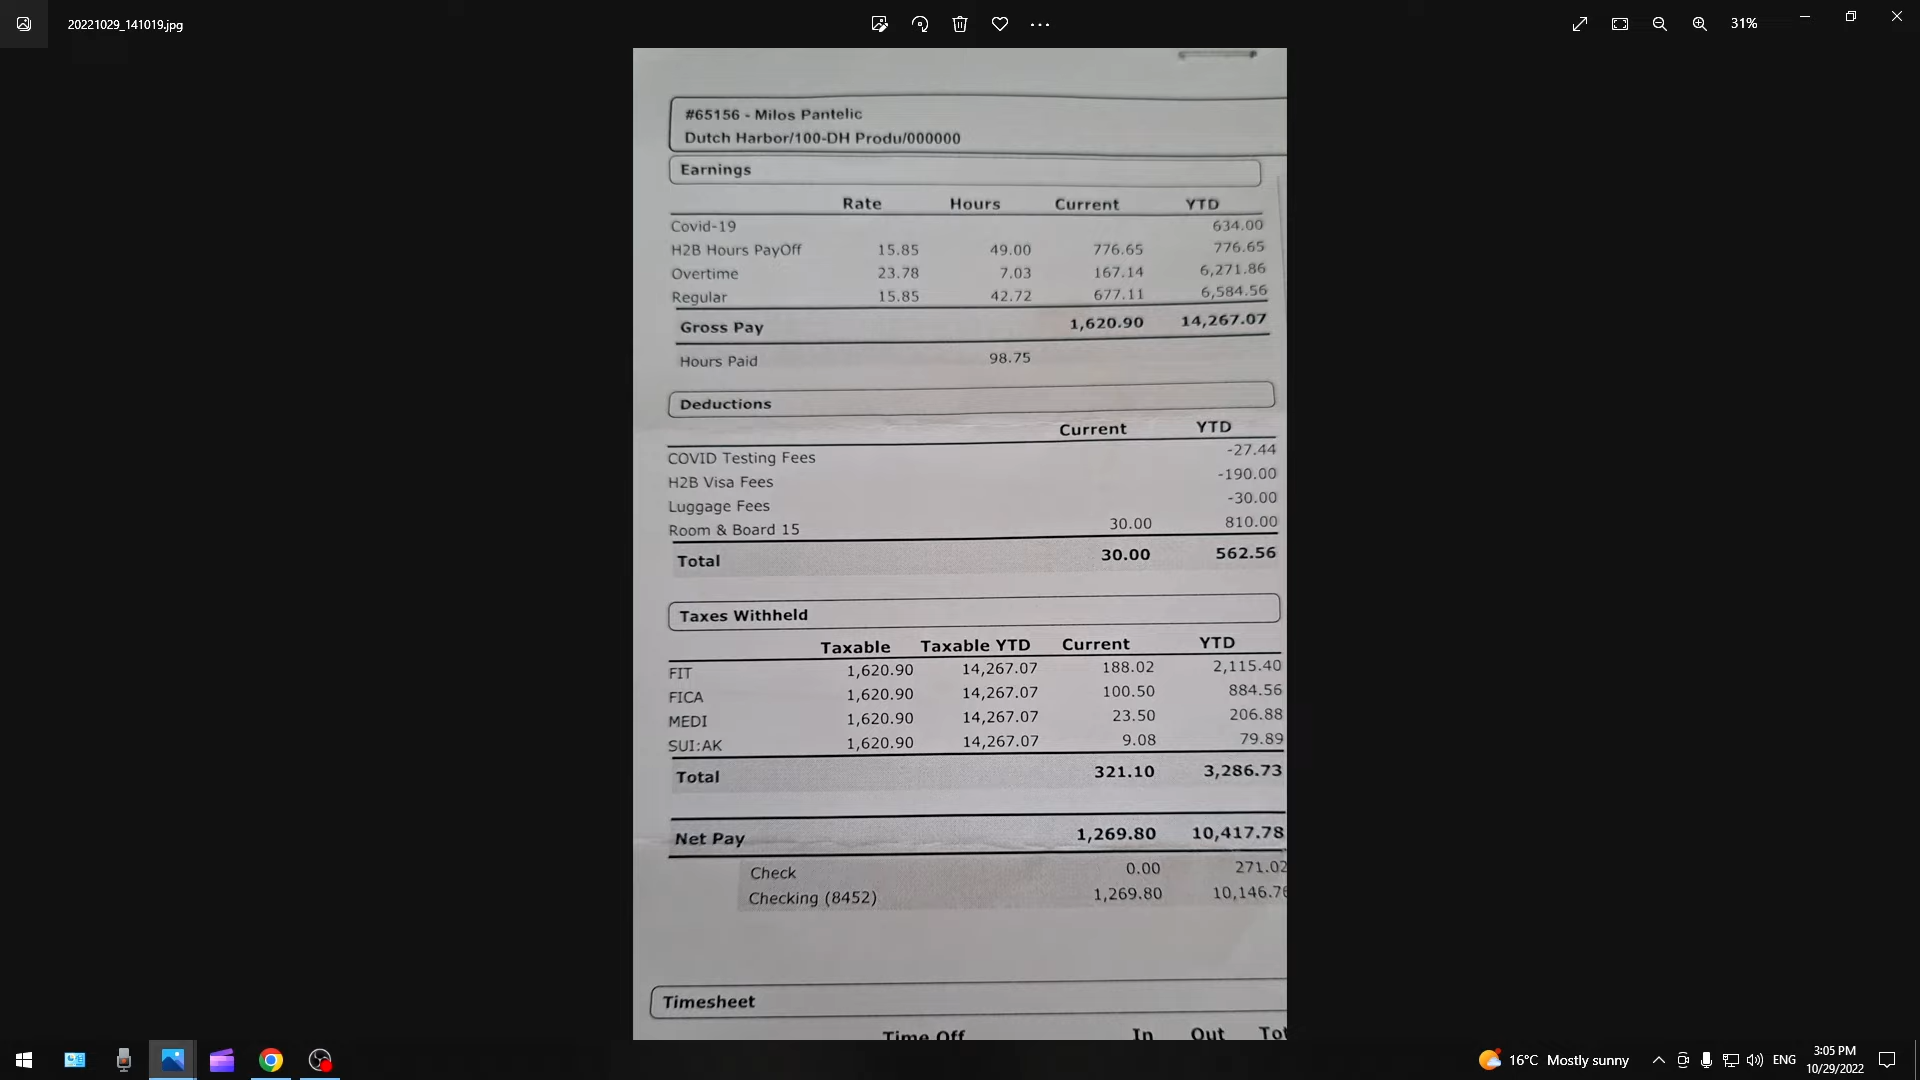 20221029_141019.jpg
31%
#65156 - Milos Pantelic
Dutch Harbor/100-DH Produ/000000
Earnings
Rate Hours Current YTD
Covid-19 634.00
H2B Hours PayOff 15.85 49.00 776.65 776.65
Overtime 23.78 7.03 167.14 6,271.86
Regular 15.85 42.72 677.11 6,584.56
Gross Pay 1,620.90 14,267.07
Hours Paid 98.75
Deductions
Current YTD
COVID Testing Fees -27.44
H2B Visa Fees -190.00
Luggage Fees -30.00
Room & Board 15 30.00 810.00
Total 30.00 562.56
Taxes Withheld
Taxable Taxable YTD Current YTD
FIT 1,620.90 14,267.07 188.02 2,115.40
FICA 1,620.90 14,267.07 100.50 884.56
MEDI 1,620.90 14,267.07 23.50 206.88
SUI:AK 1,620.90 14,267.07 9.08 79.89
Total 321.10 3,286.73
Net Pay 1,269.80 10,417.78
Check 0.00 271.02
Checking (8452) 1,269.80 10,146.76
Timesheet
Time Off In Out Tot
16°C Mostly sunny ENG 3:05 PM
10/29/2022